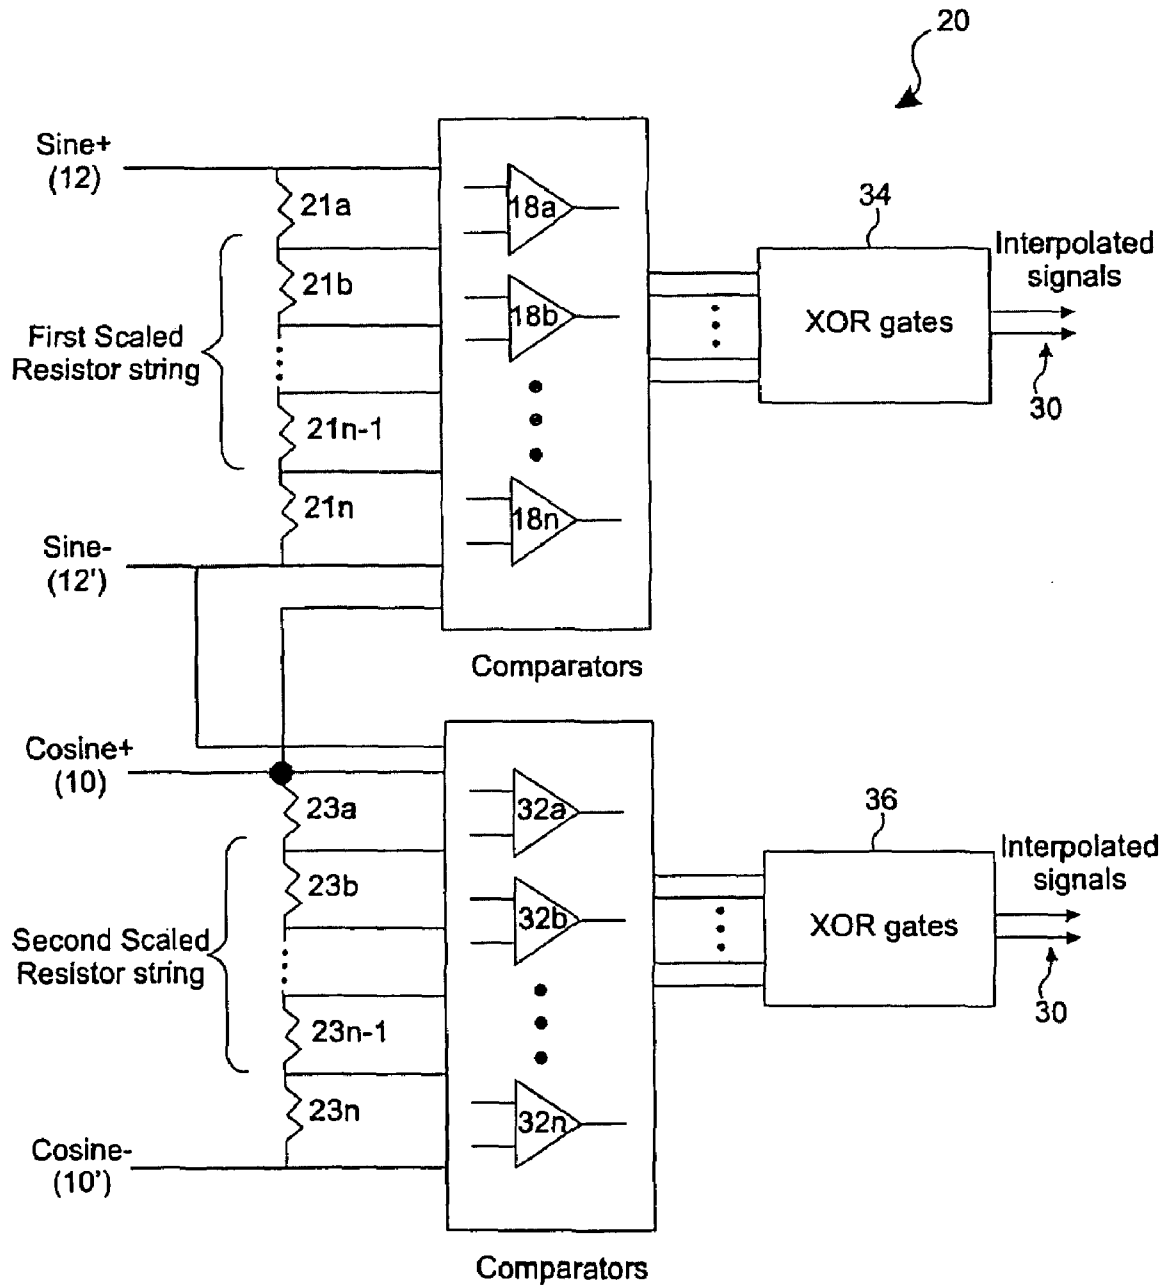 20
Sine+
(12)
21a
21b
First Scaled
Resistor string
21n-1
21n
Sine-
(12')
18a
18b
18n
Comparators
34
XOR gates
Interpolated
signals
30
Cosine+
(10)
23a
23b
Second Scaled
Resistor string
23n-1
23n
Cosine-
(10')
32a
32b
32n
Comparators
36
XOR gates
Interpolated
signals
30